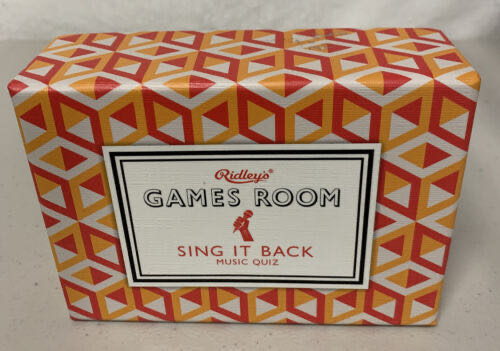 Ridley's®
GAMES ROOM
SING IT BACK
MUSIC QUIZ